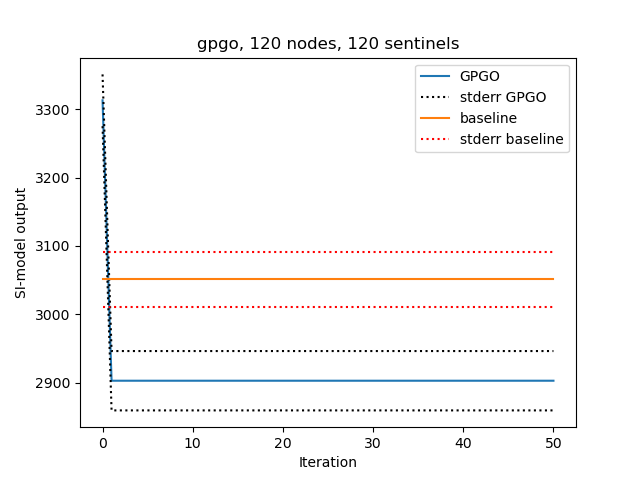 gpgo, 120 nodes, 120 sentinels
GPGO
stderr GPGO
baseline
stderr baseline
SI-model output
3300
3200
3100
3000
2900
0 10 20 30 40 50
Iteration